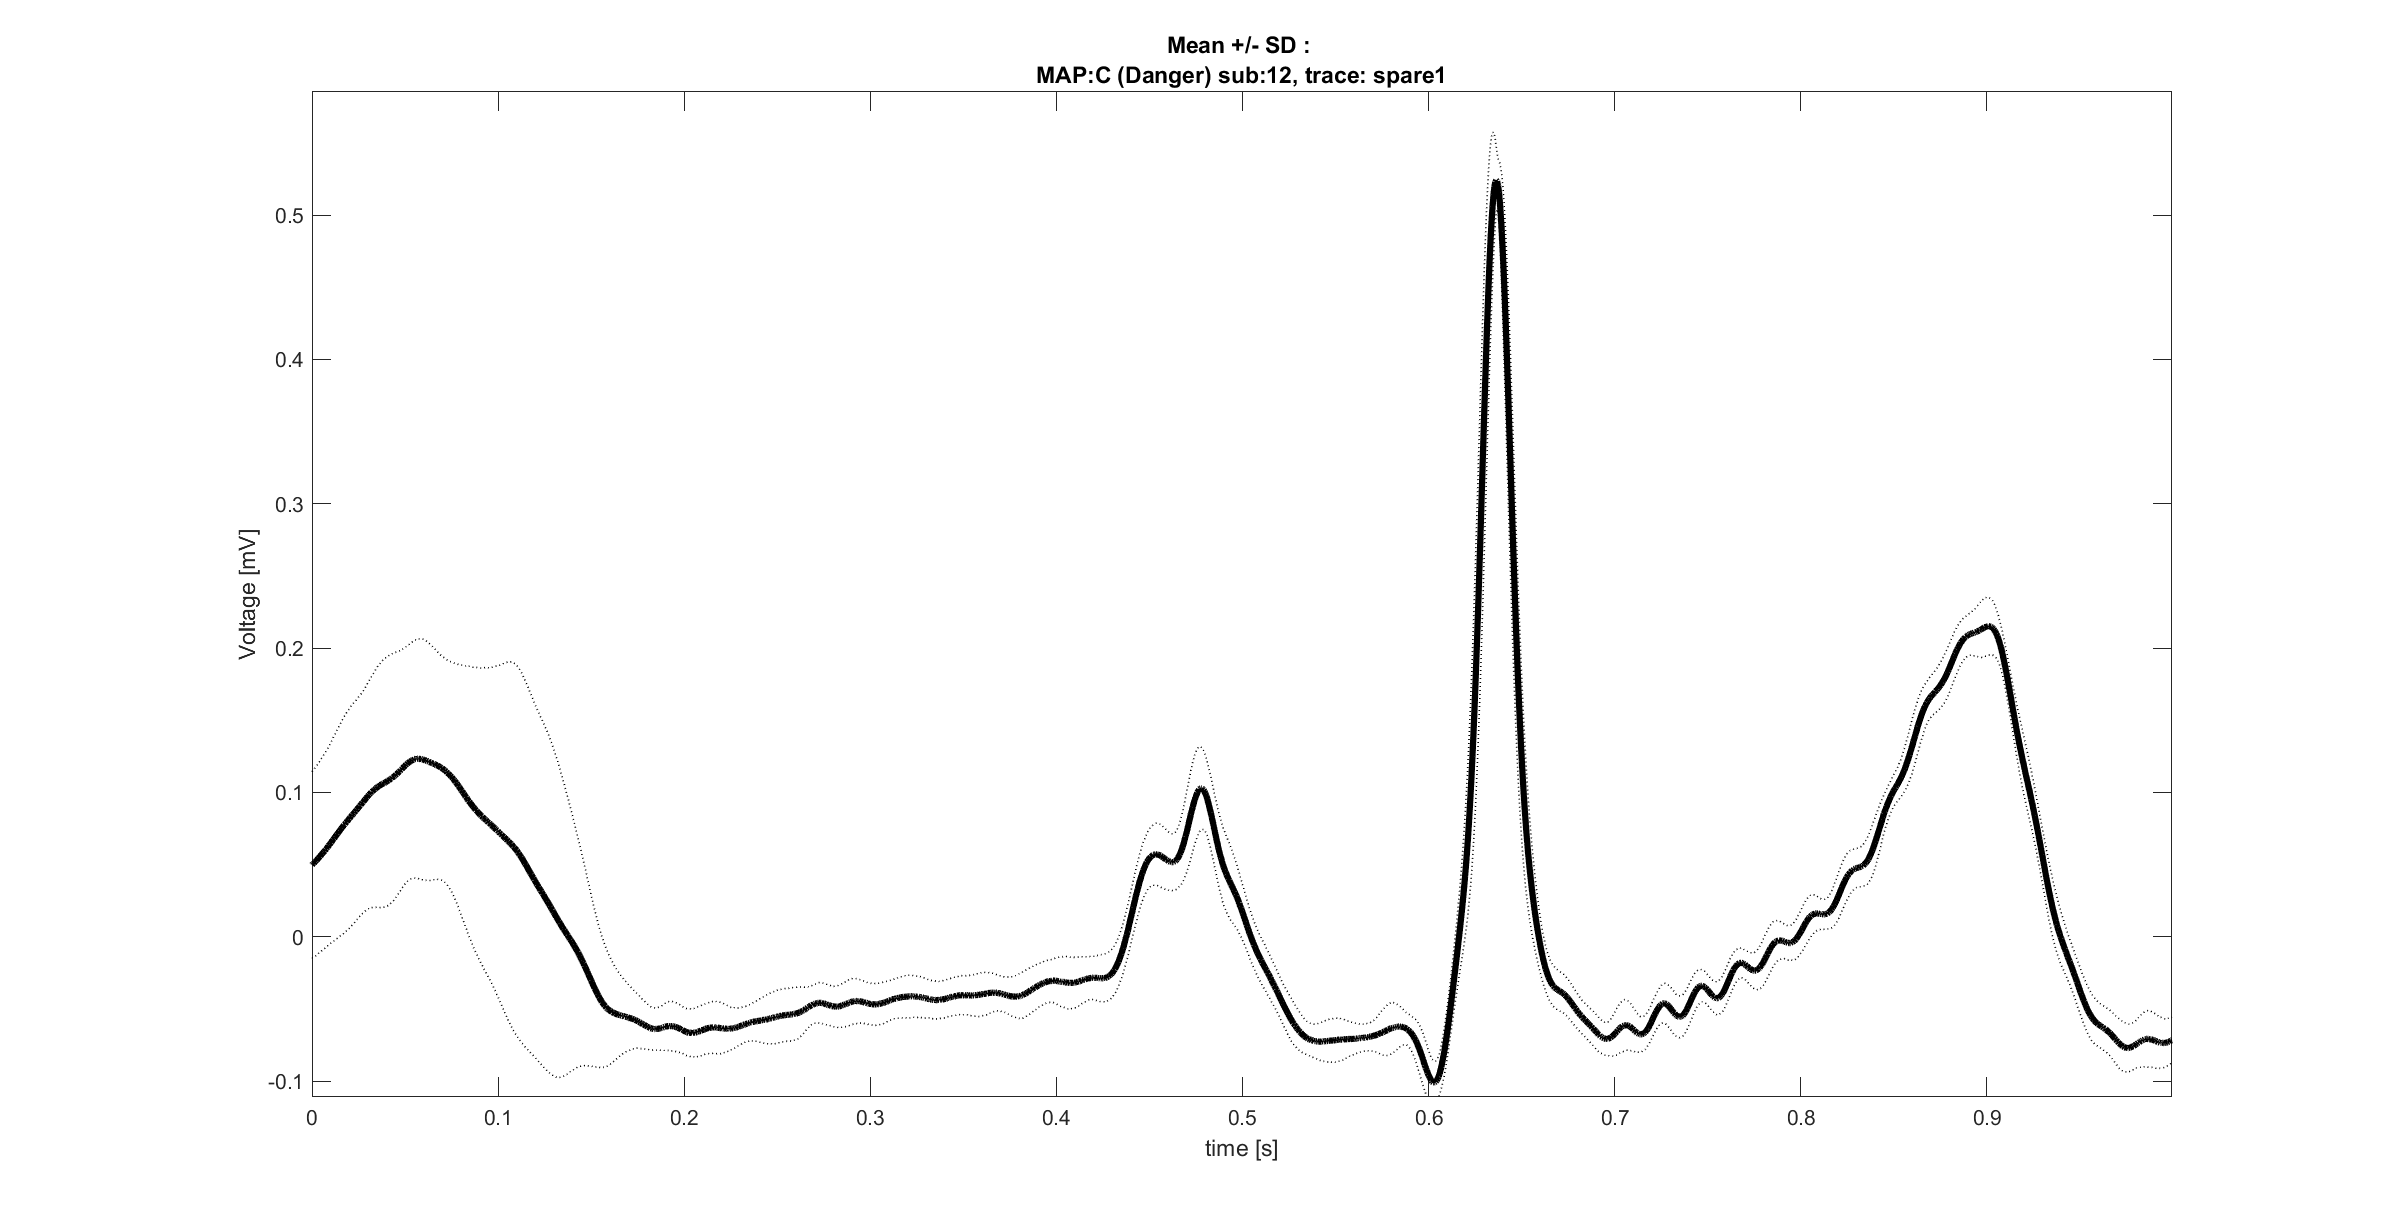 Mean +/- SD :
MAP:C (Danger) sub:12, trace: spare1
0.5
0.4
0.3
0.2
0.1
0
-0.1
Voltage [mV]
0 0.1 0.2 0.3 0.4 0.5 0.6 0.7 0.8 0.9
time [s]